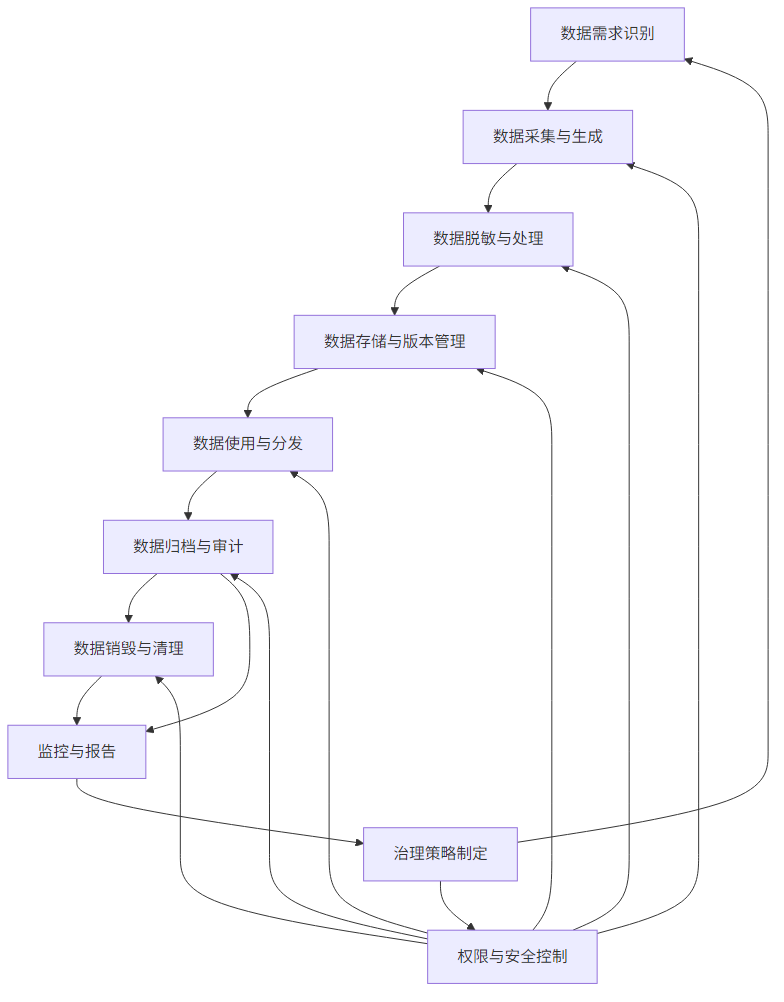 数据需求识别
数据采集与生成
数据脱敏与处理
数据存储与版本管理
数据使用与分发
数据归档与审计
数据销毁与清理
监控与报告
治理策略制定
权限与安全控制